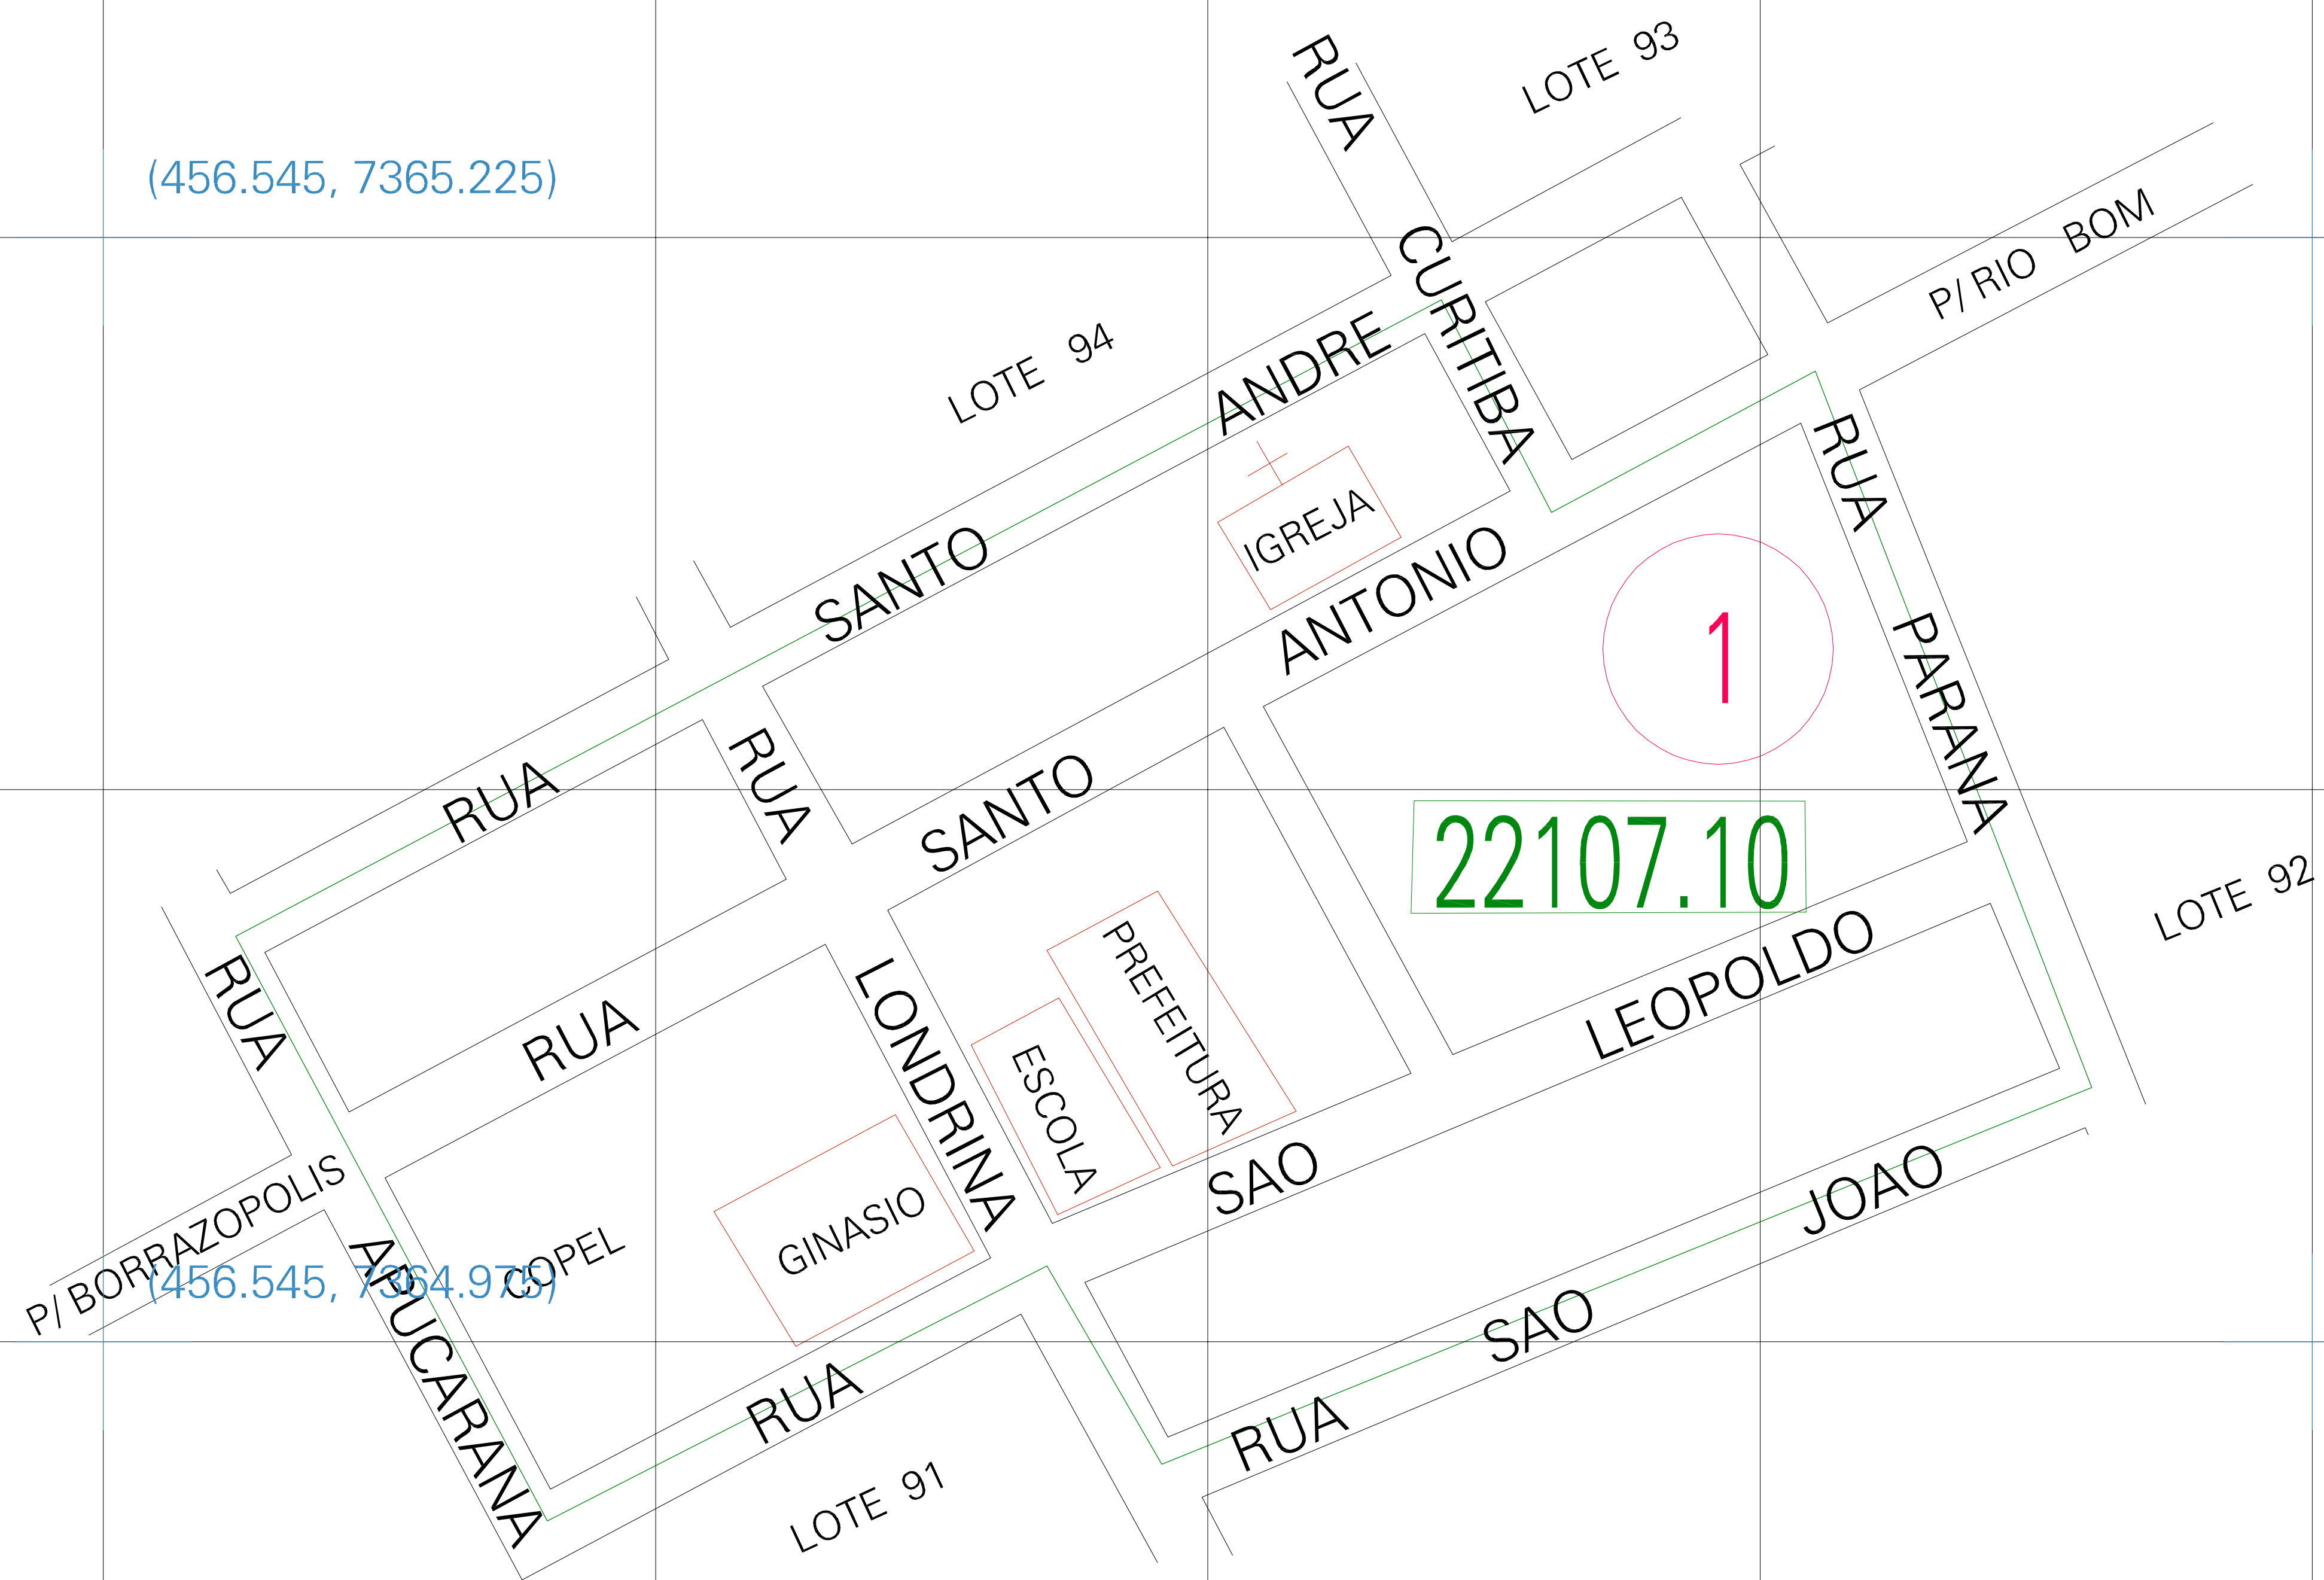 RUA CURITIBA
LOTE 93
(456.545, 7365.225)
P/ RIO BOM
LOTE 94
RUA SANTO ANDRE
IGREJA
RUA PARANA
RUA SANTO ANTONIO
1
RUA LONDRINA
22107.10
LOTE 92
RUA APUCARANA
PREFEITURA
ESCOLA
RUA SAO LEOPOLDO
GINASIO
P/ BORRAZOPOLIS
COPEL
(456.545, 7364.975)
RUA SAO JOAO
LOTE 91